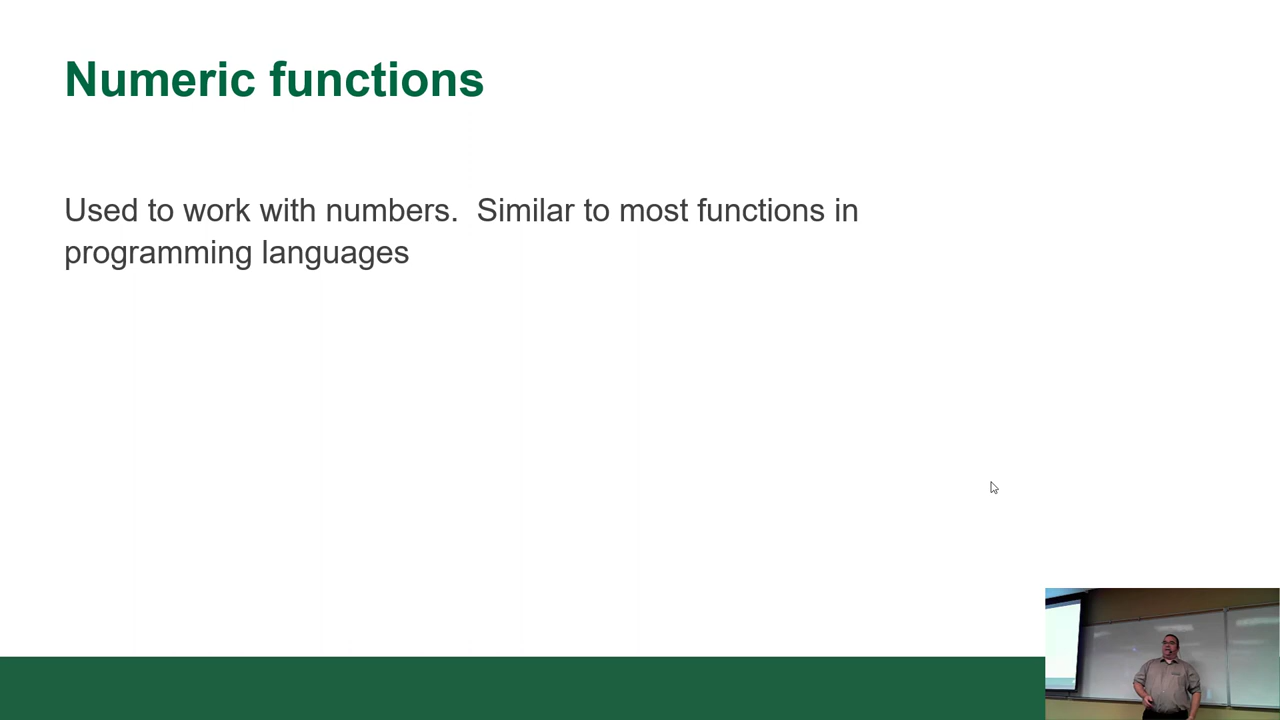 Numeric functions
Used to work with numbers.  Similar to most functions in
programming languages